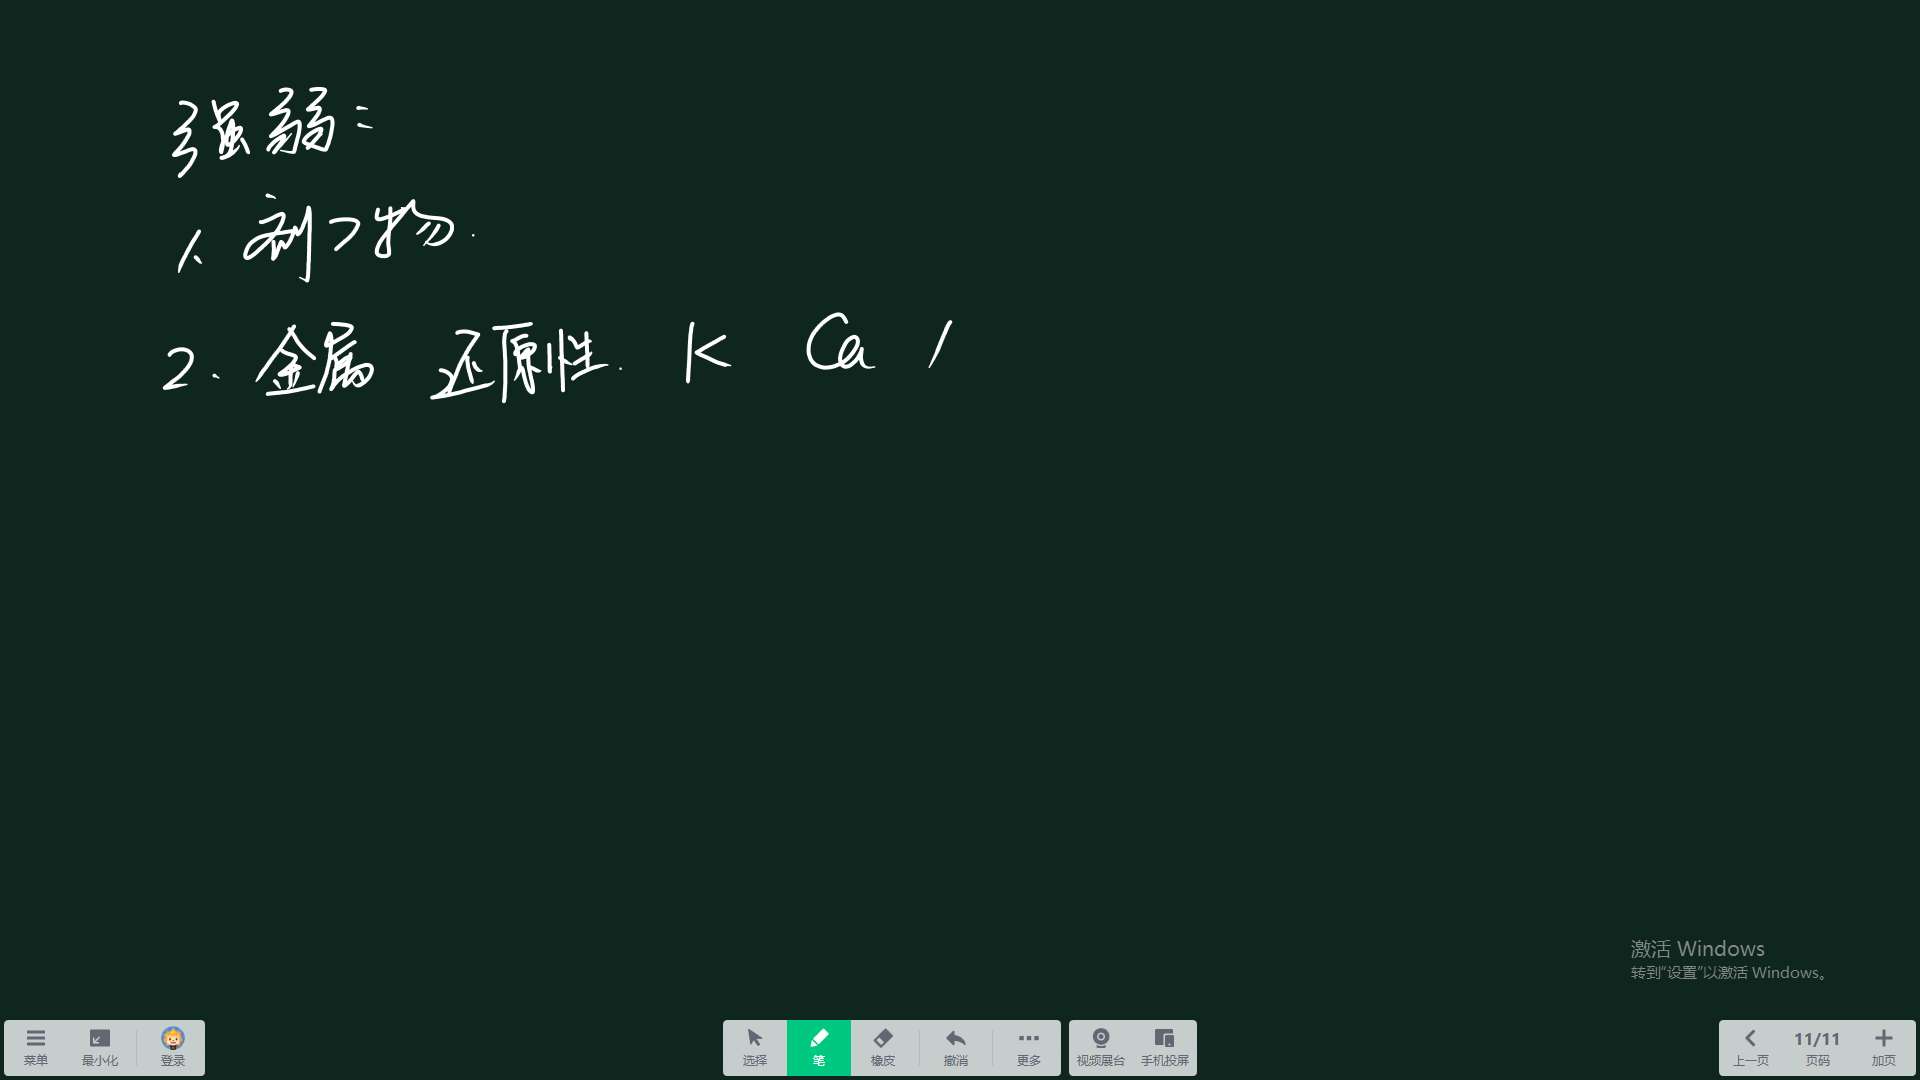 强弱：
1、剂>物.
2. 金属 还原性. K Ca
激活 Windows
转到“设置”以激活 Windows。
菜单 最小化 登录 选择 笔 橡皮 撤消 更多 视频展台 手机投屏 上一页 11/11 页码 加页